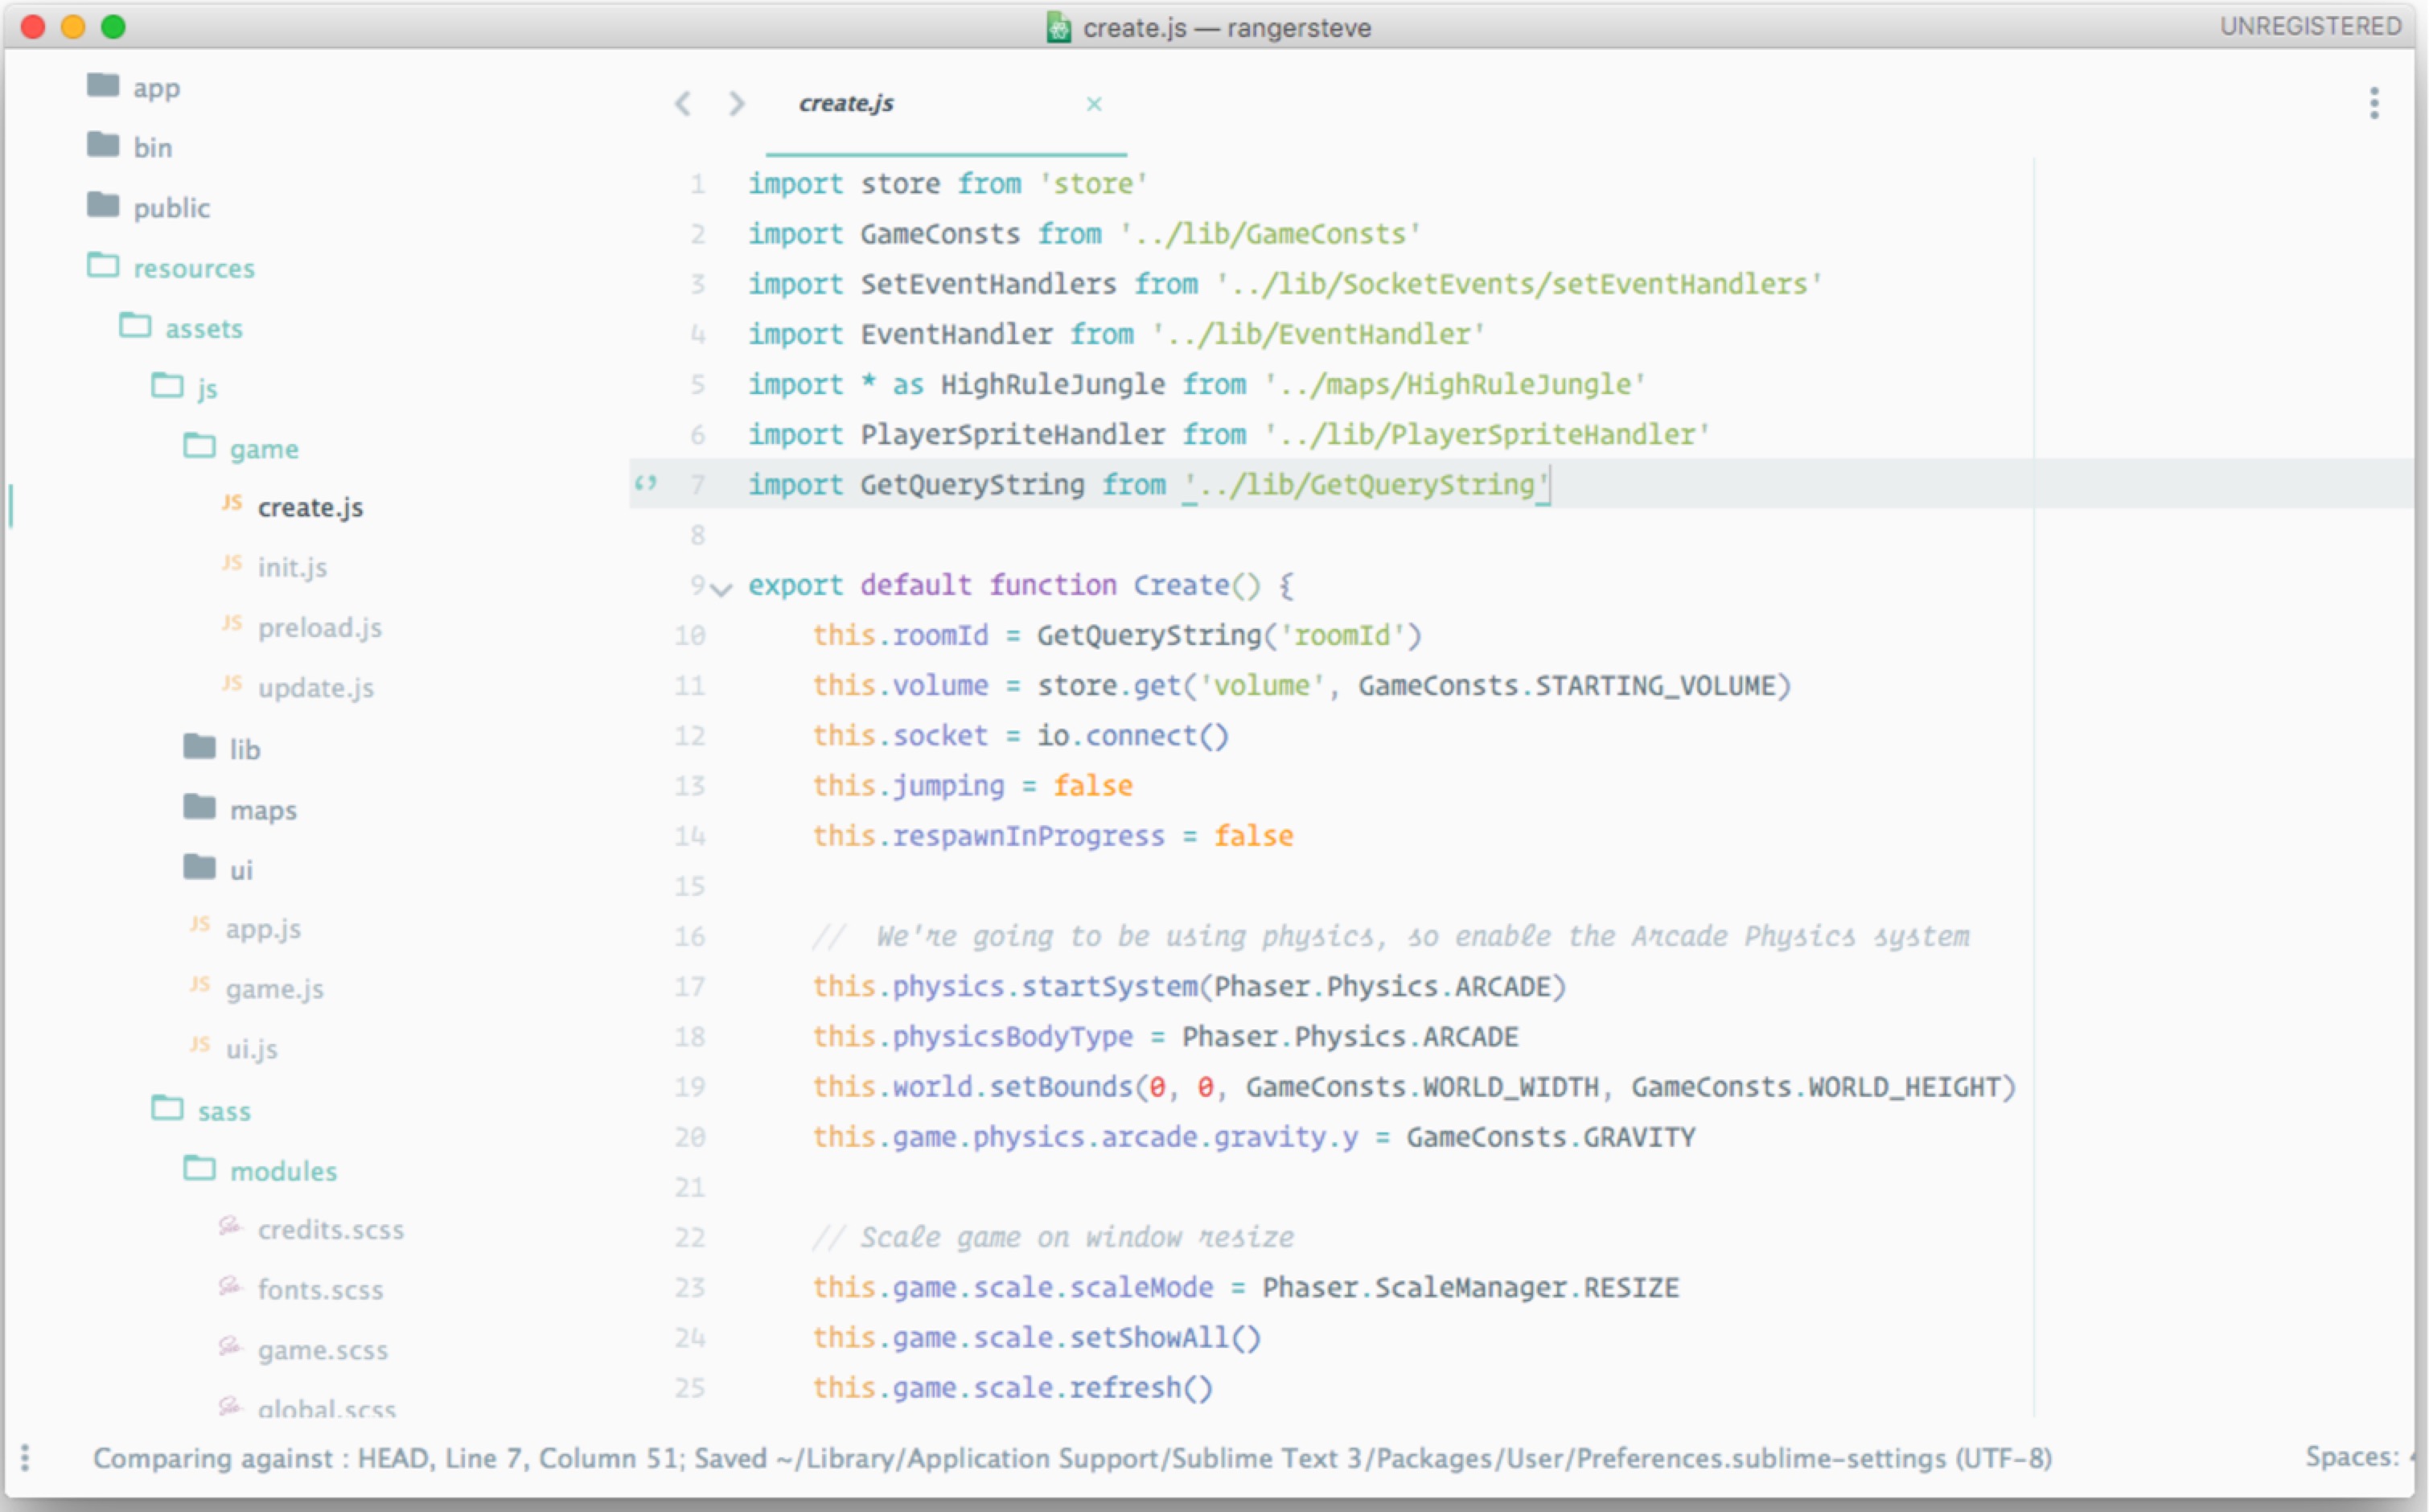 create.js — rangersteve
UNREGISTERED
app
bin
public
resources
assets
js
game
JS create.js
JS init.js
JS preload.js
JS update.js
lib
maps
ui
JS app.js
JS game.js
JS ui.js
sass
modules
credits.scss
fonts.scss
game.scss
global.scss
create.js ×
1 import store from 'store'
2 import GameConsts from '../lib/GameConsts'
3 import SetEventHandlers from '../lib/SocketEvents/setEventHandlers'
4 import EventHandler from '../lib/EventHandler'
5 import * as HighRuleJungle from '../maps/HighRuleJungle'
6 import PlayerSpriteHandler from '../lib/PlayerSpriteHandler'
7 import GetQueryString from '../lib/GetQueryString'
8
9 export default function Create() {
10 this.roomId = GetQueryString('roomId')
11 this.volume = store.get('volume', GameConsts.STARTING_VOLUME)
12 this.socket = io.connect()
13 this.jumping = false
14 this.respawnInProgress = false
15
16 // We're going to be using physics, so enable the Arcade Physics system
17 this.physics.startSystem(Phaser.Physics.ARCADE)
18 this.physicsBodyType = Phaser.Physics.ARCADE
19 this.world.setBounds(0, 0, GameConsts.WORLD_WIDTH, GameConsts.WORLD_HEIGHT)
20 this.game.physics.arcade.gravity.y = GameConsts.GRAVITY
21
22 // Scale game on window resize
23 this.game.scale.scaleMode = Phaser.ScaleManager.RESIZE
24 this.game.scale.setShowAll()
25 this.game.scale.refresh()
Comparing against : HEAD, Line 7, Column 51; Saved ~/Library/Application Support/Sublime Text 3/Packages/User/Preferences.sublime-settings (UTF-8)
Spaces: